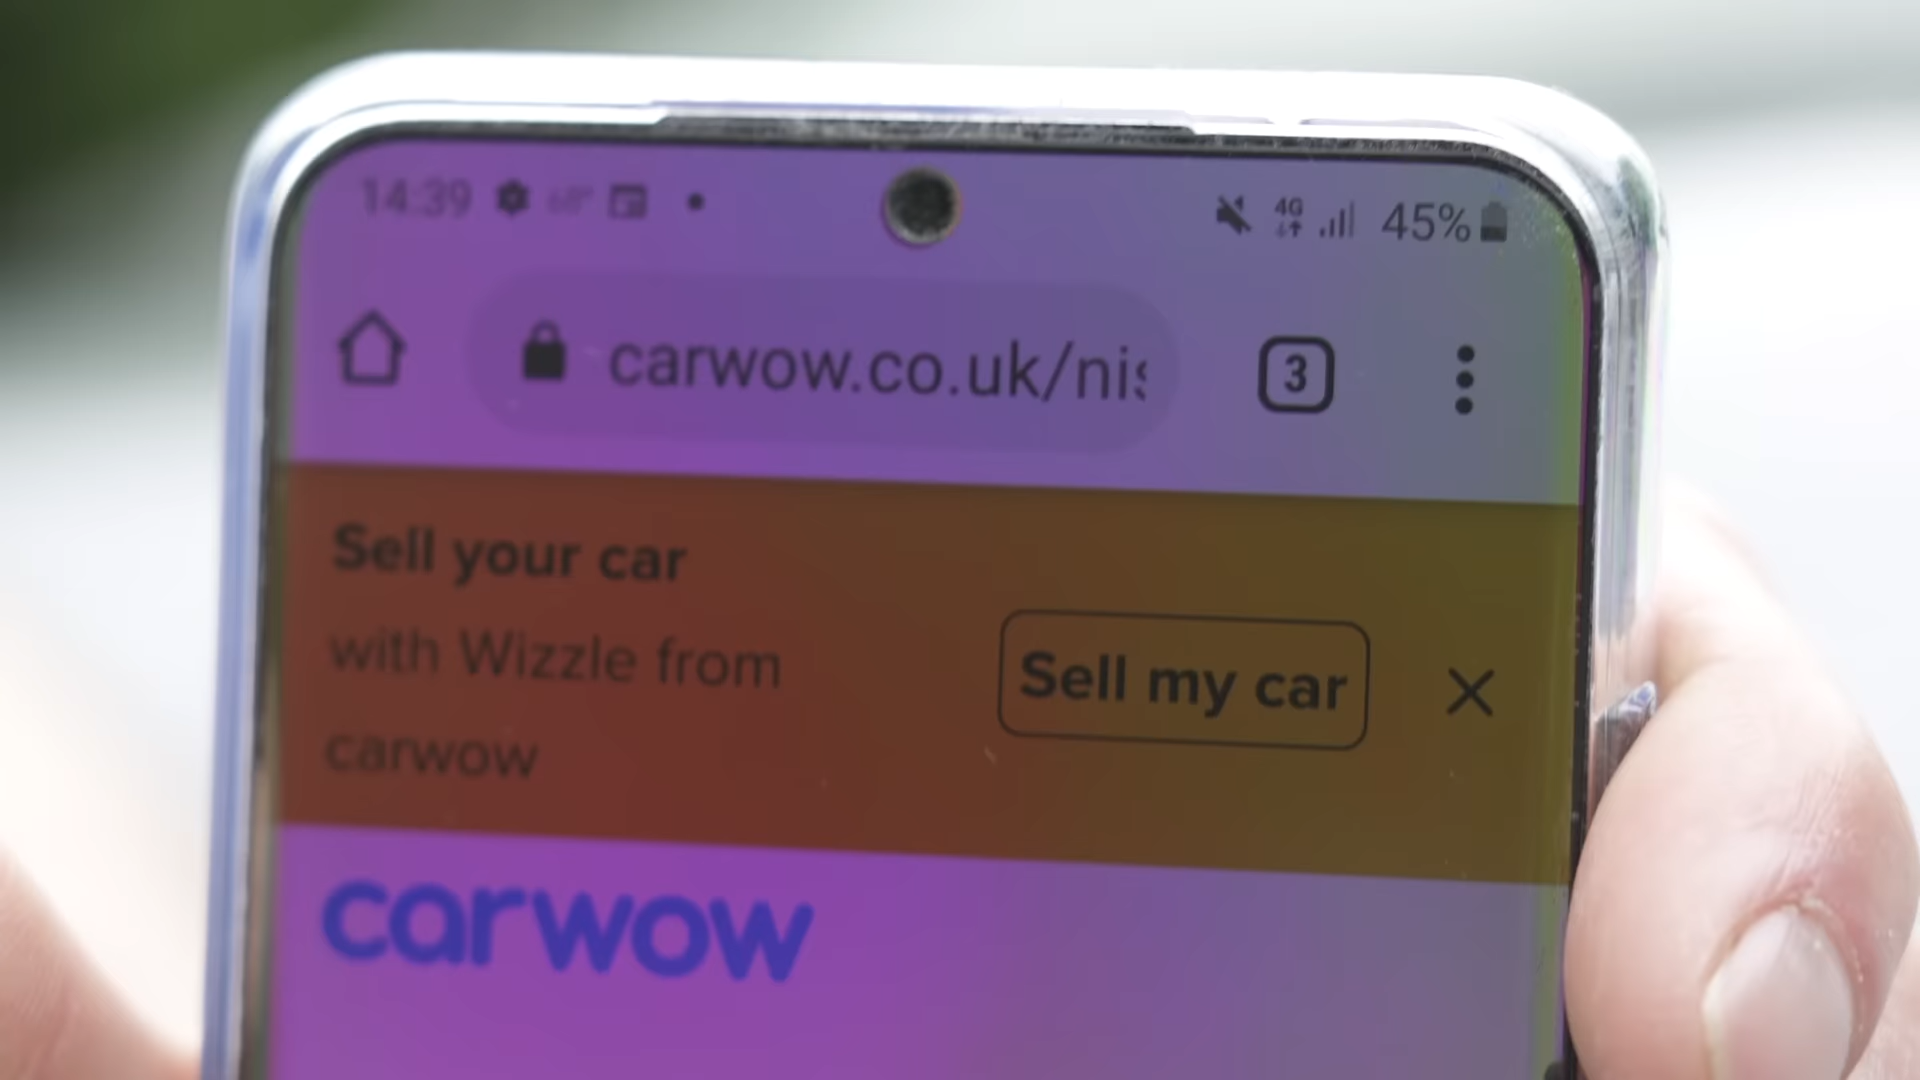 14:39 4G 45%
carwow.co.uk/nis
3
Sell your car
with Wizzle from
carwow
Sell my car
carwow